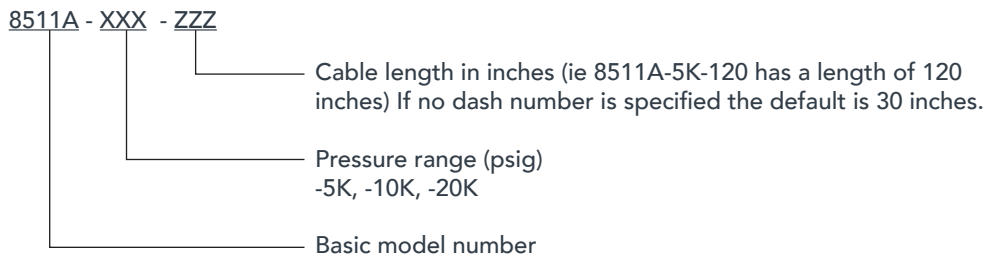 8511A - XXX - ZZZ
Cable length in inches (ie 8511A-5K-120 has a length of 120
inches) If no dash number is specified the default is 30 inches.
Pressure range (psig)
-5K, -10K, -20K
Basic model number